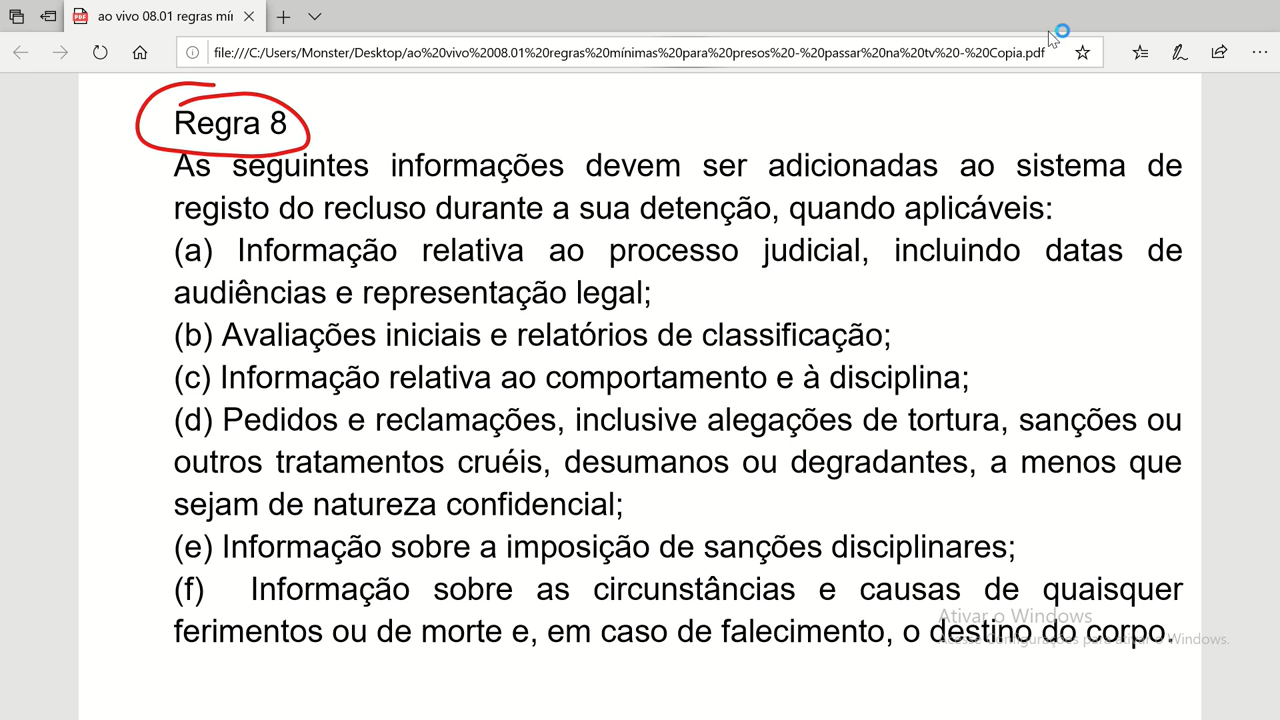 ao vivo 08.01 regras mí
file:///C:/Users/Monster/Desktop/ao%20vivo%2008.01%20regras%20mínimas%20para%20presos%20-%20passar%20na%20tv%20-%20Copia.pdf
Regra 8
As seguintes informações devem ser adicionadas ao sistema de
registo do recluso durante a sua detenção, quando aplicáveis:
(a) Informação relativa ao processo judicial, incluindo datas de
audiências e representação legal;
(b) Avaliações iniciais e relatórios de classificação;
(c) Informação relativa ao comportamento e à disciplina;
(d) Pedidos e reclamações, inclusive alegações de tortura, sanções ou
outros tratamentos cruéis, desumanos ou degradantes, a menos que
sejam de natureza confidencial;
(e) Informação sobre a imposição de sanções disciplinares;
(f) Informação sobre as circunstâncias e causas de quaisquer
Ativar o Windows
ferimentos ou de morte e, em caso de falecimento, o destino do corpo.
Acesse Configurações para ativar o Windows.